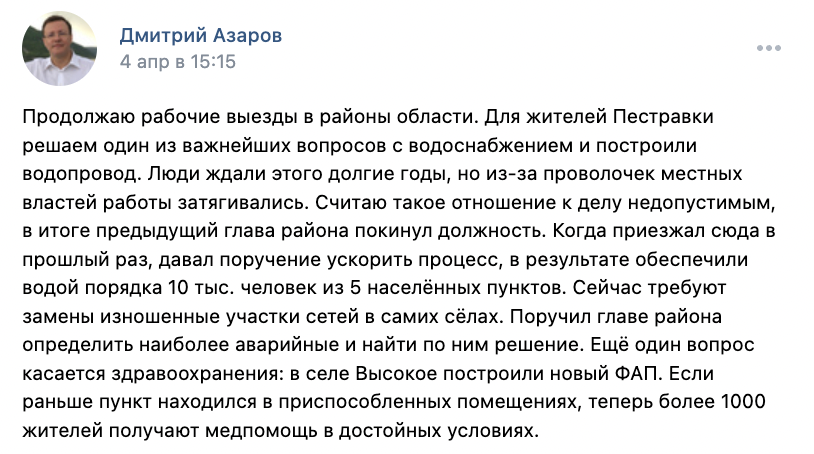 Дмитрий Азаров
4 апр в 15:15
Продолжаю рабочие выезды в районы области. Для жителей Пестравки
решаем один из важнейших вопросов с водоснабжением и построили
водопровод. Люди ждали этого долгие годы, но из-за проволочек местных
властей работы затягивались. Считаю такое отношение к делу недопустимым,
в итоге предыдущий глава района покинул должность. Когда приезжал сюда в
прошлый раз, давал поручение ускорить процесс, в результате обеспечили
водой порядка 10 тыс. человек из 5 населённых пунктов. Сейчас требуют
замены изношенные участки сетей в самих сёлах. Поручил главе района
определить наиболее аварийные и найти по ним решение. Ещё один вопрос
касается здравоохранения: в селе Высокое построили новый ФАП. Если
раньше пункт находился в приспособленных помещениях, теперь более 1000
жителей получают медпомощь в достойных условиях.